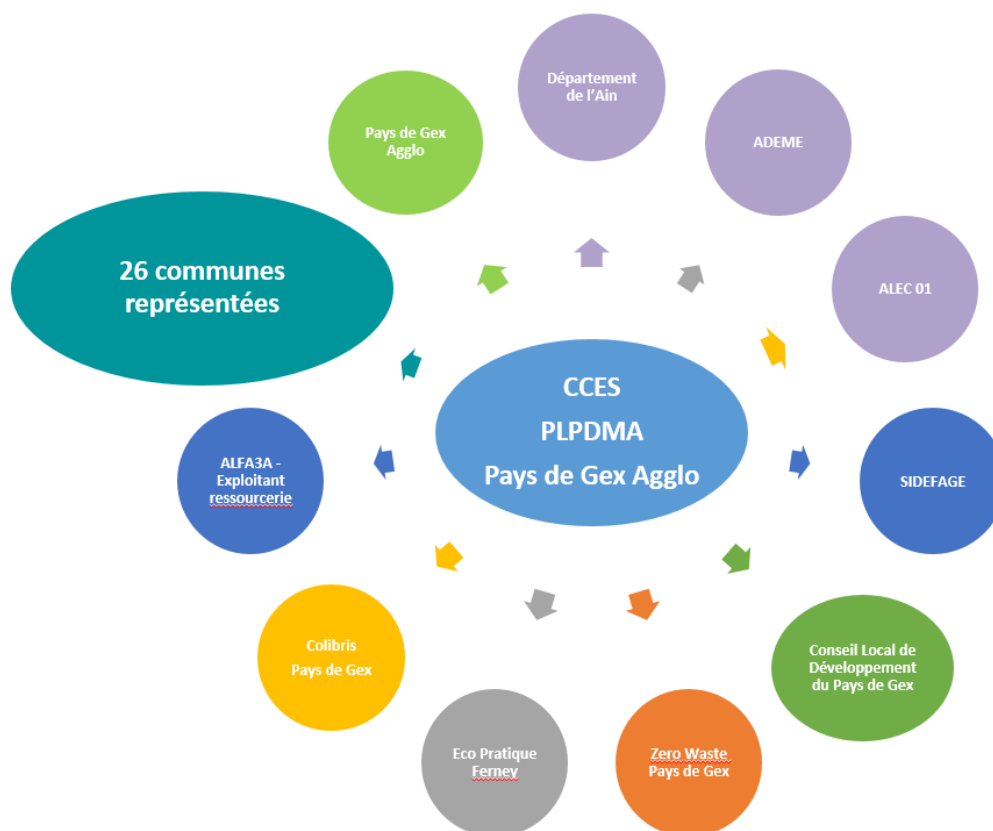 Département
de l'Ain
Pays de Gex
Agglo
ADEME
26 communes
représentées
ALEC 01
CCES
PLPDMA
Pays de Gex Agglo
ALFA3A -
Exploitant
ressourcerie
SIDEFAGE
Colibris
Pays de Gex
Conseil Local de
Développement
du Pays de Gex
Eco Pratique
Ferney
Zero Waste
Pays de Gex